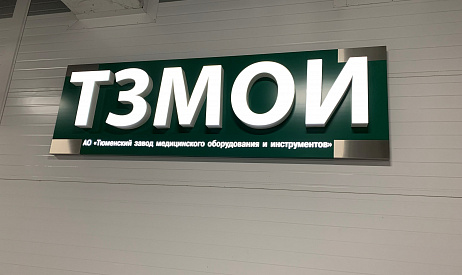 ТЗМОИ
АО «Тюменский завод медицинского оборудования и инструментов»